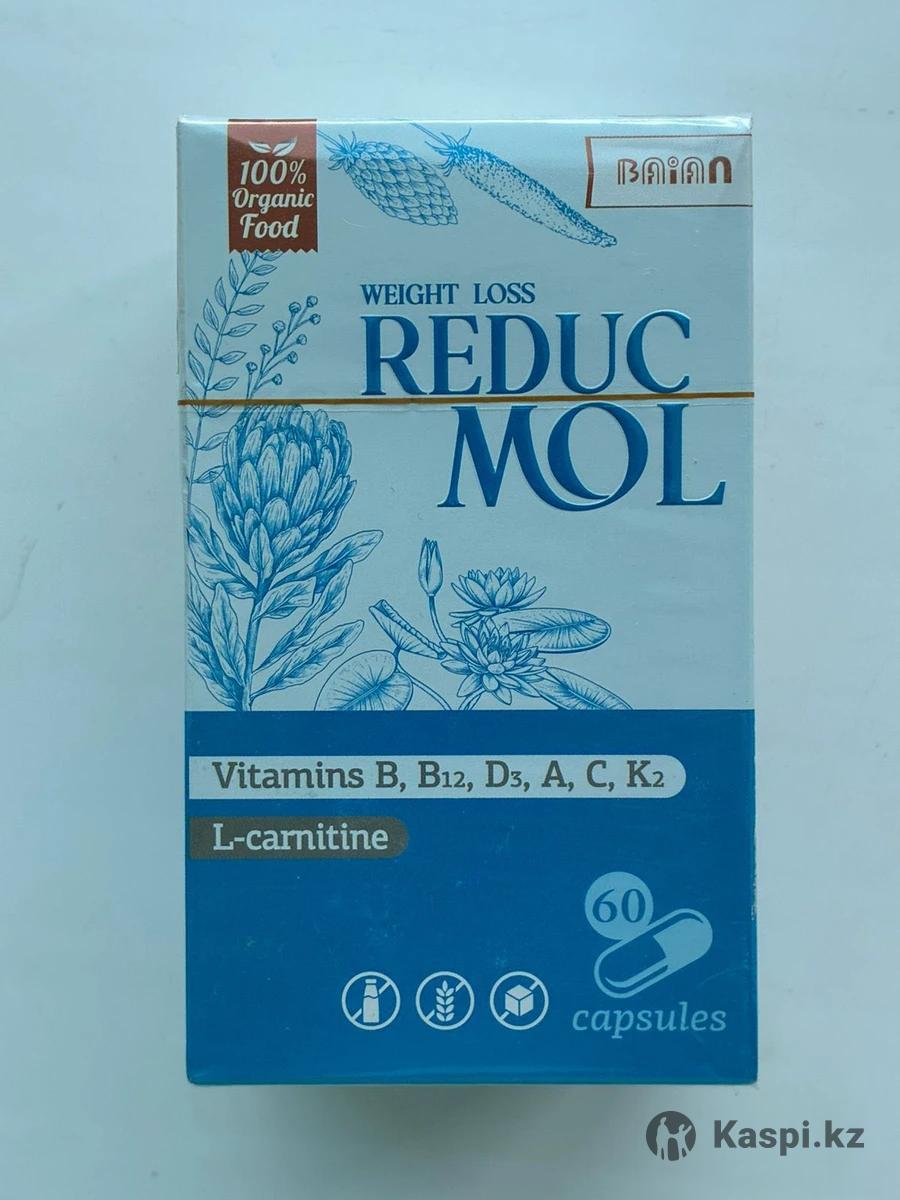 100%
Organic
Food
BAIAN
WEIGHT LOSS
REDUC
MOL
Vitamins B, B12, D3, A, C, K2
L-carnitine
60
capsules
Kaspi.kz